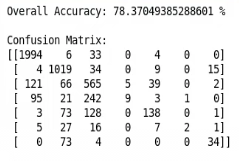 Overall Accuracy: 78.37049385288601 %
Confusion Matrix:
[[1994 6 33 0 4 0 0]
[ 4 1019 34 0 9 0 15]
[ 121 66 565 5 39 0 2]
[ 95 21 242 9 3 1 0]
[ 3 73 128 0 138 0 1]
[ 5 27 16 0 7 2 1]
[ 0 73 4 0 0 0 34]]